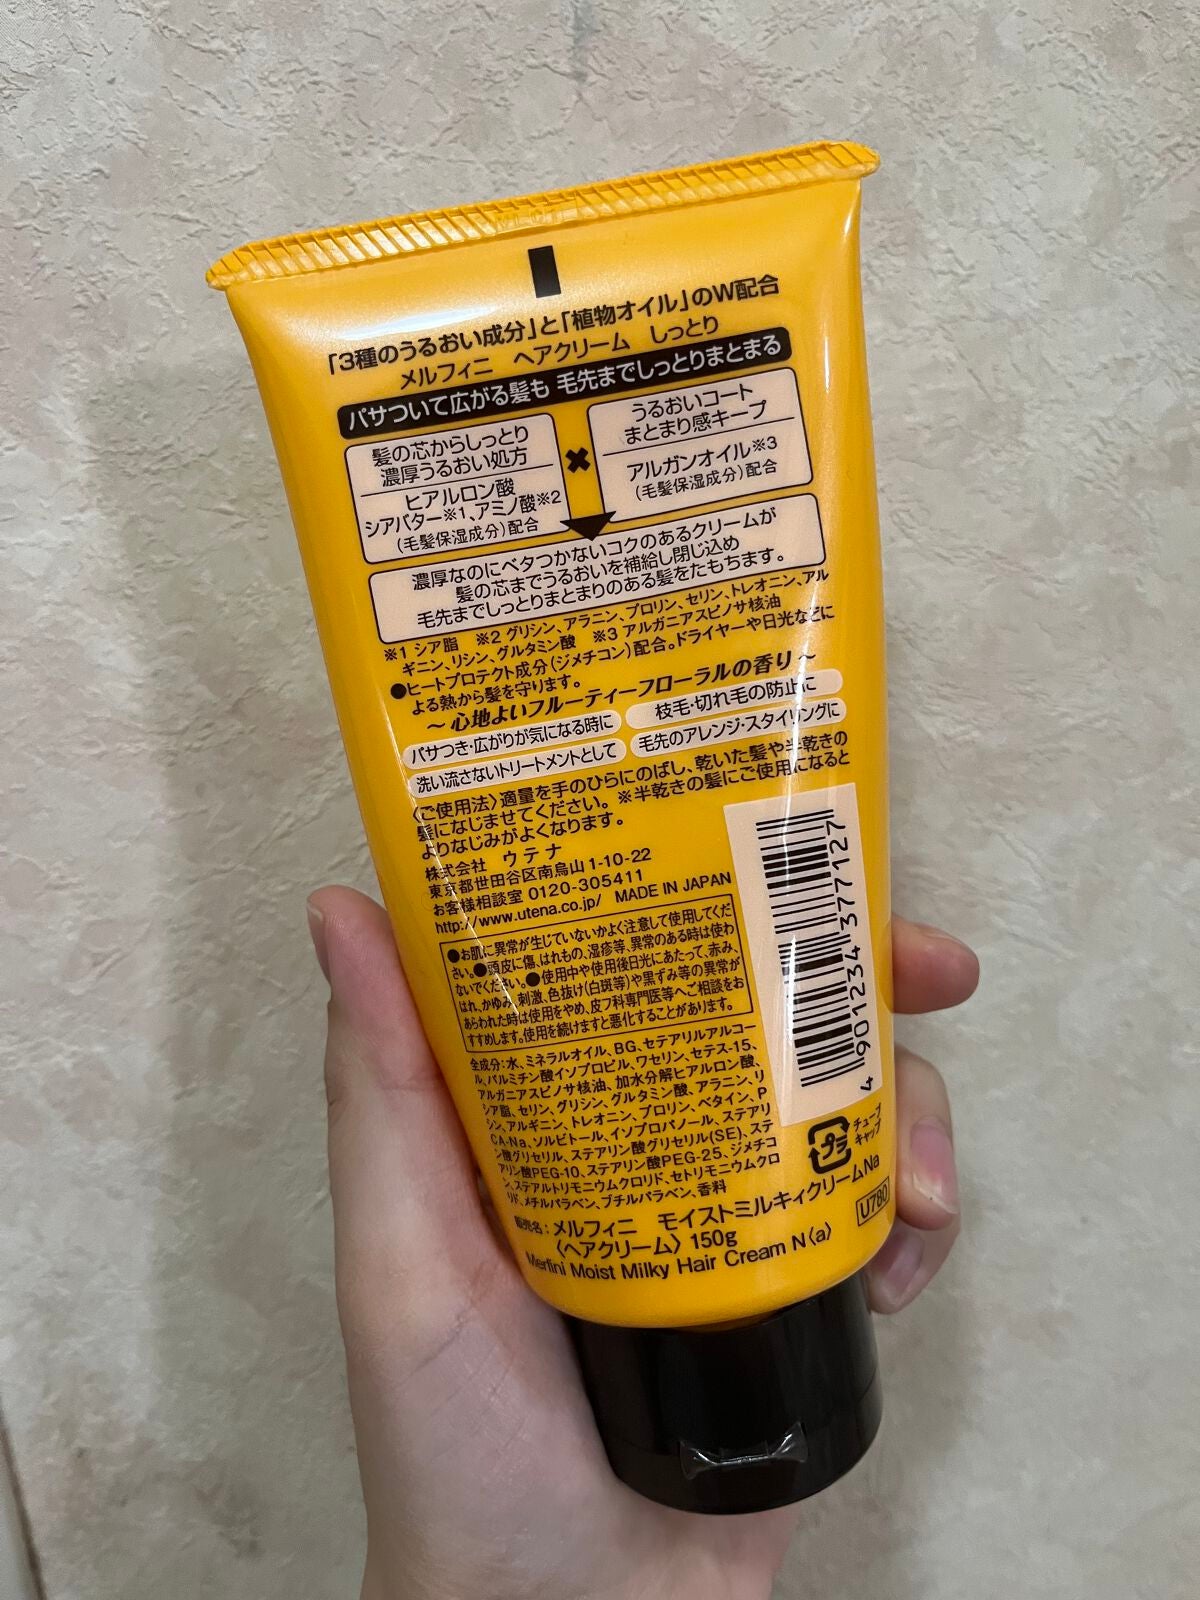 「3種のうるおい成分」と「植物オイル」のW配合
メルフィニ ヘアクリーム しっとり
パサついて広がる髪も 毛先までしっとりまとまる
髪の芯からしっとり
濃厚うるおい処方
ヒアルロン酸
シアバター※1、アミノ酸※2
(毛髪保湿成分)配合
×
うるおいコート
まとまり感キープ
アルガンオイル※3
(毛髪保湿成分)配合
濃厚なのにベタつかないコクのあるクリームが
髪の芯までうるおいを補給し閉じ込め
毛先までしっとりまとまりのある髪をたもちます。
※1 シア脂 ※2 グリシン、アラニン、プロリン、セリン、トレオニン、アル
ギニン、リシン、グルタミン酸 ※3 アルガニアスピノサ核油
●ヒートプロテクト成分(ジメチコン)配合。ドライヤーや日光などに
よる熱から髪を守ります。
～ 心地よいフルーティーフローラルの香り ～
パサつき・広がりが気になる時に
枝毛・切れ毛の防止に
洗い流さないトリートメントとして
毛先のアレンジ・スタイリングに
〈ご使用法〉適量を手のひらにのばし、乾いた髪や半乾きの
髪になじませてください。※半乾きの髪にご使用になると
よりなじみがよくなります。
株式会社 ウテナ
東京都世田谷区南烏山1-10-22
お客様相談室 0120-305411
http://www.utena.co.jp/ MADE IN JAPAN
●お肌に異常が生じていないかよく注意して使用してくだ
さい。●頭皮に傷、はれもの、湿疹等、異常のある時は使わ
ないでください。●使用中や使用後日光にあたって、赤み、
はれ、かゆみ、刺激、色抜け(白斑等)や黒ずみ等の異常が
あらわれた時は使用をやめ、皮フ科専門医等へご相談をお
すすめします。使用を続けますと悪化することがあります。
全成分:水、ミネラルオイル、BG、セテアリルアルコー
ル、パルミチン酸イソプロピル、ワセリン、セテス-15、
アルガニアスピノサ核油、加水分解ヒアルロン酸、
シア脂、セリン、グリシン、グルタミン酸、アラニン、リ
シン、アルギニン、トレオニン、プロリン、ベタイン、P
CA-Na、ソルビトール、イソプロパノール、ステアリ
ン酸グリセリル、ステアリン酸グリセリル(SE)、ステ
アリン酸PEG-10、ステアリン酸PEG-25、ジメチコ
ン、ステアルトリモニウムクロリド、セトリモニウムクロ
リド、メチルパラベン、ブチルパラベン、香料
4 901234 377127
プラ
チューブ
キャップ
販売名:メルフィニ モイストミルキィクリームNa
〈ヘアクリーム〉 150g
U780
Merfini Moist Milky Hair Cream N〈a〉